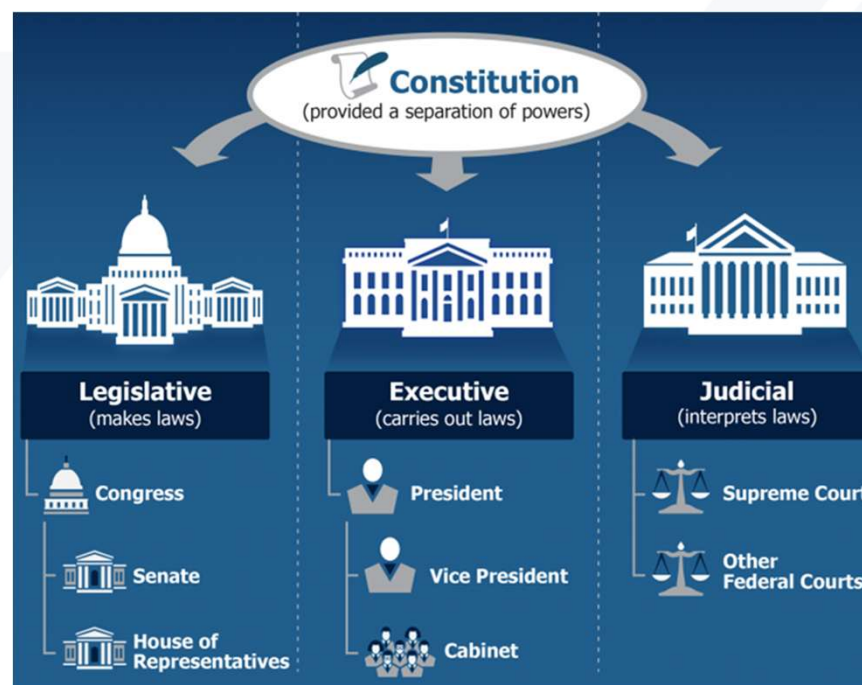 Constitution
(provided a separation of powers)
Legislative
(makes laws)
Congress
Senate
House of
Representatives
Executive
(carries out laws)
President
Vice President
Cabinet
Judicial
(interprets laws)
Supreme Court
Other
Federal Courts